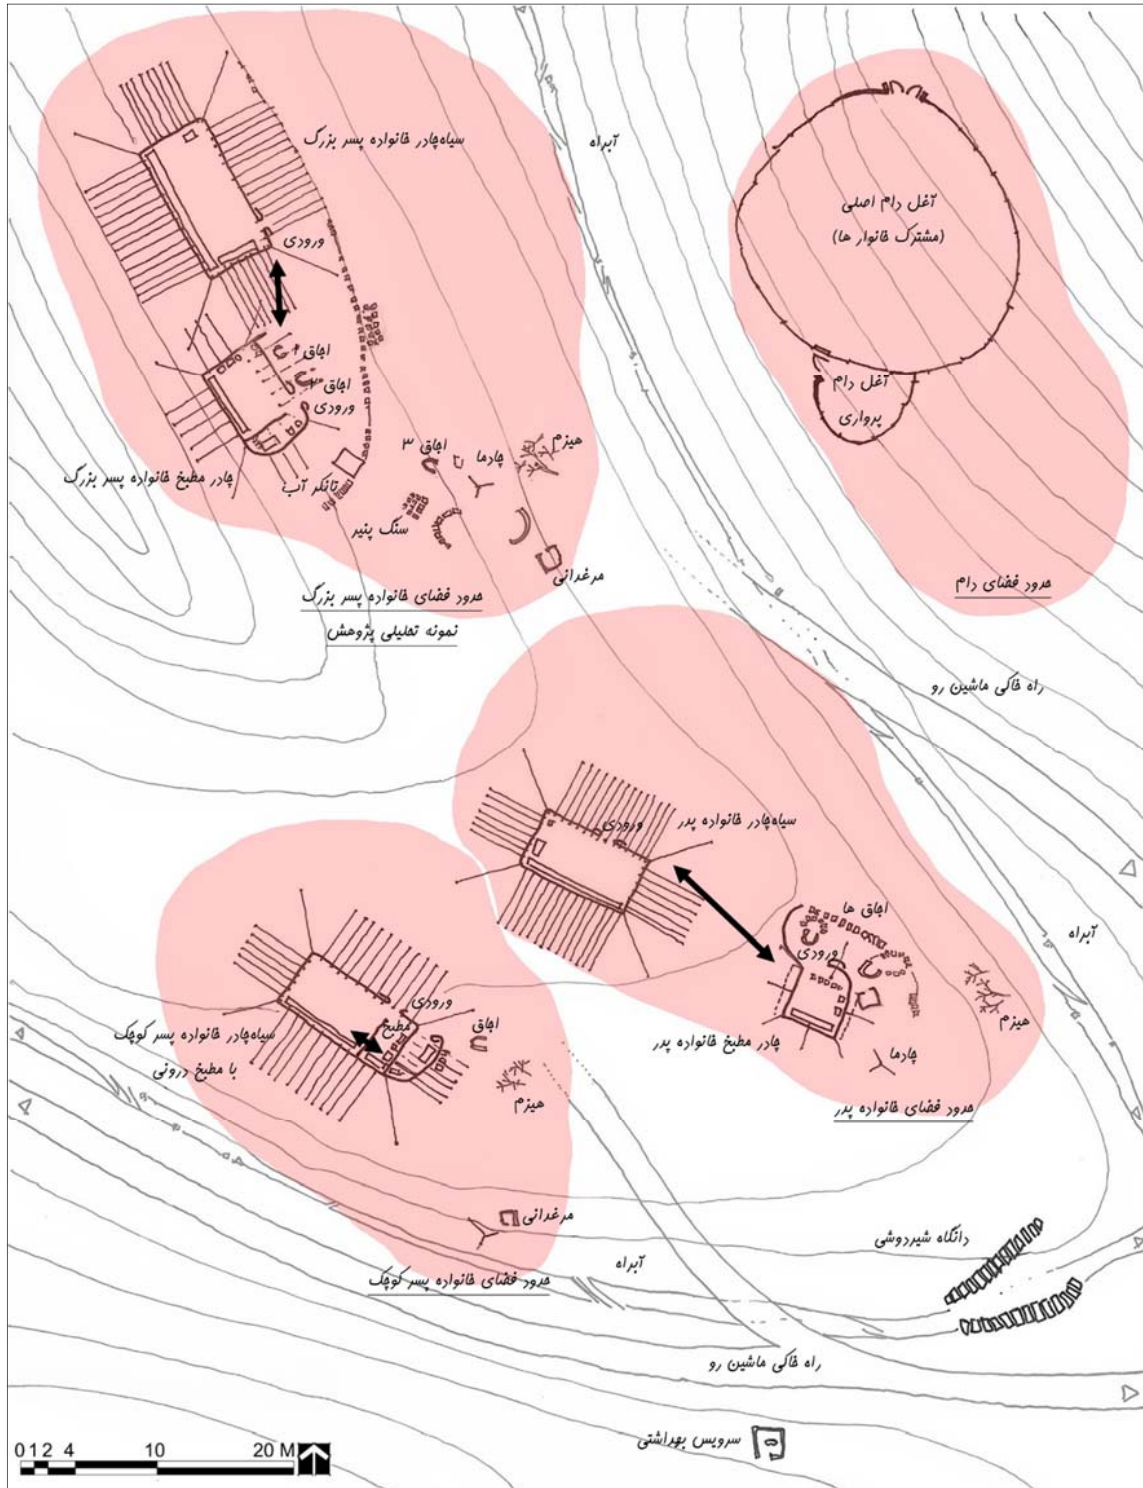 سیاه‌چادر خانواده پسر بزرگ
آبراه
آغل دام اصلی
(مشترک خانوار ها)
ورودی
اجاق ۱
اجاق ۲
ورودی
آغل دام
پرواری
چادر مطبخ خانواده پسر بزرگ
تانکر آب
اجاق ۳
چادما
هیزم
سنگ پنیر
مرغدانی
حدود فضای خانواده پسر بزرگ
نمونه تحلیلی پژوهش
حدود فضای دام
راه خاکی ماشین رو
سیاه‌چادر خانواده پدر
ورودی
اجاق ها
ورودی
آبراه
هیزم
چادر مطبخ خانواده پدر
چادما
حدود فضای خانواده پدر
ورودی
مطبخ
اجاق
سیاه‌چادر خانواده پسر کوچک
با مطبخ درونی
هیزم
مرغدانی
حدود فضای خانواده پسر کوچک
آبراه
دانگاه شیردوشی
راه خاکی ماشین رو
سرویس بهداشتی
0 1 2 4 10 20 M